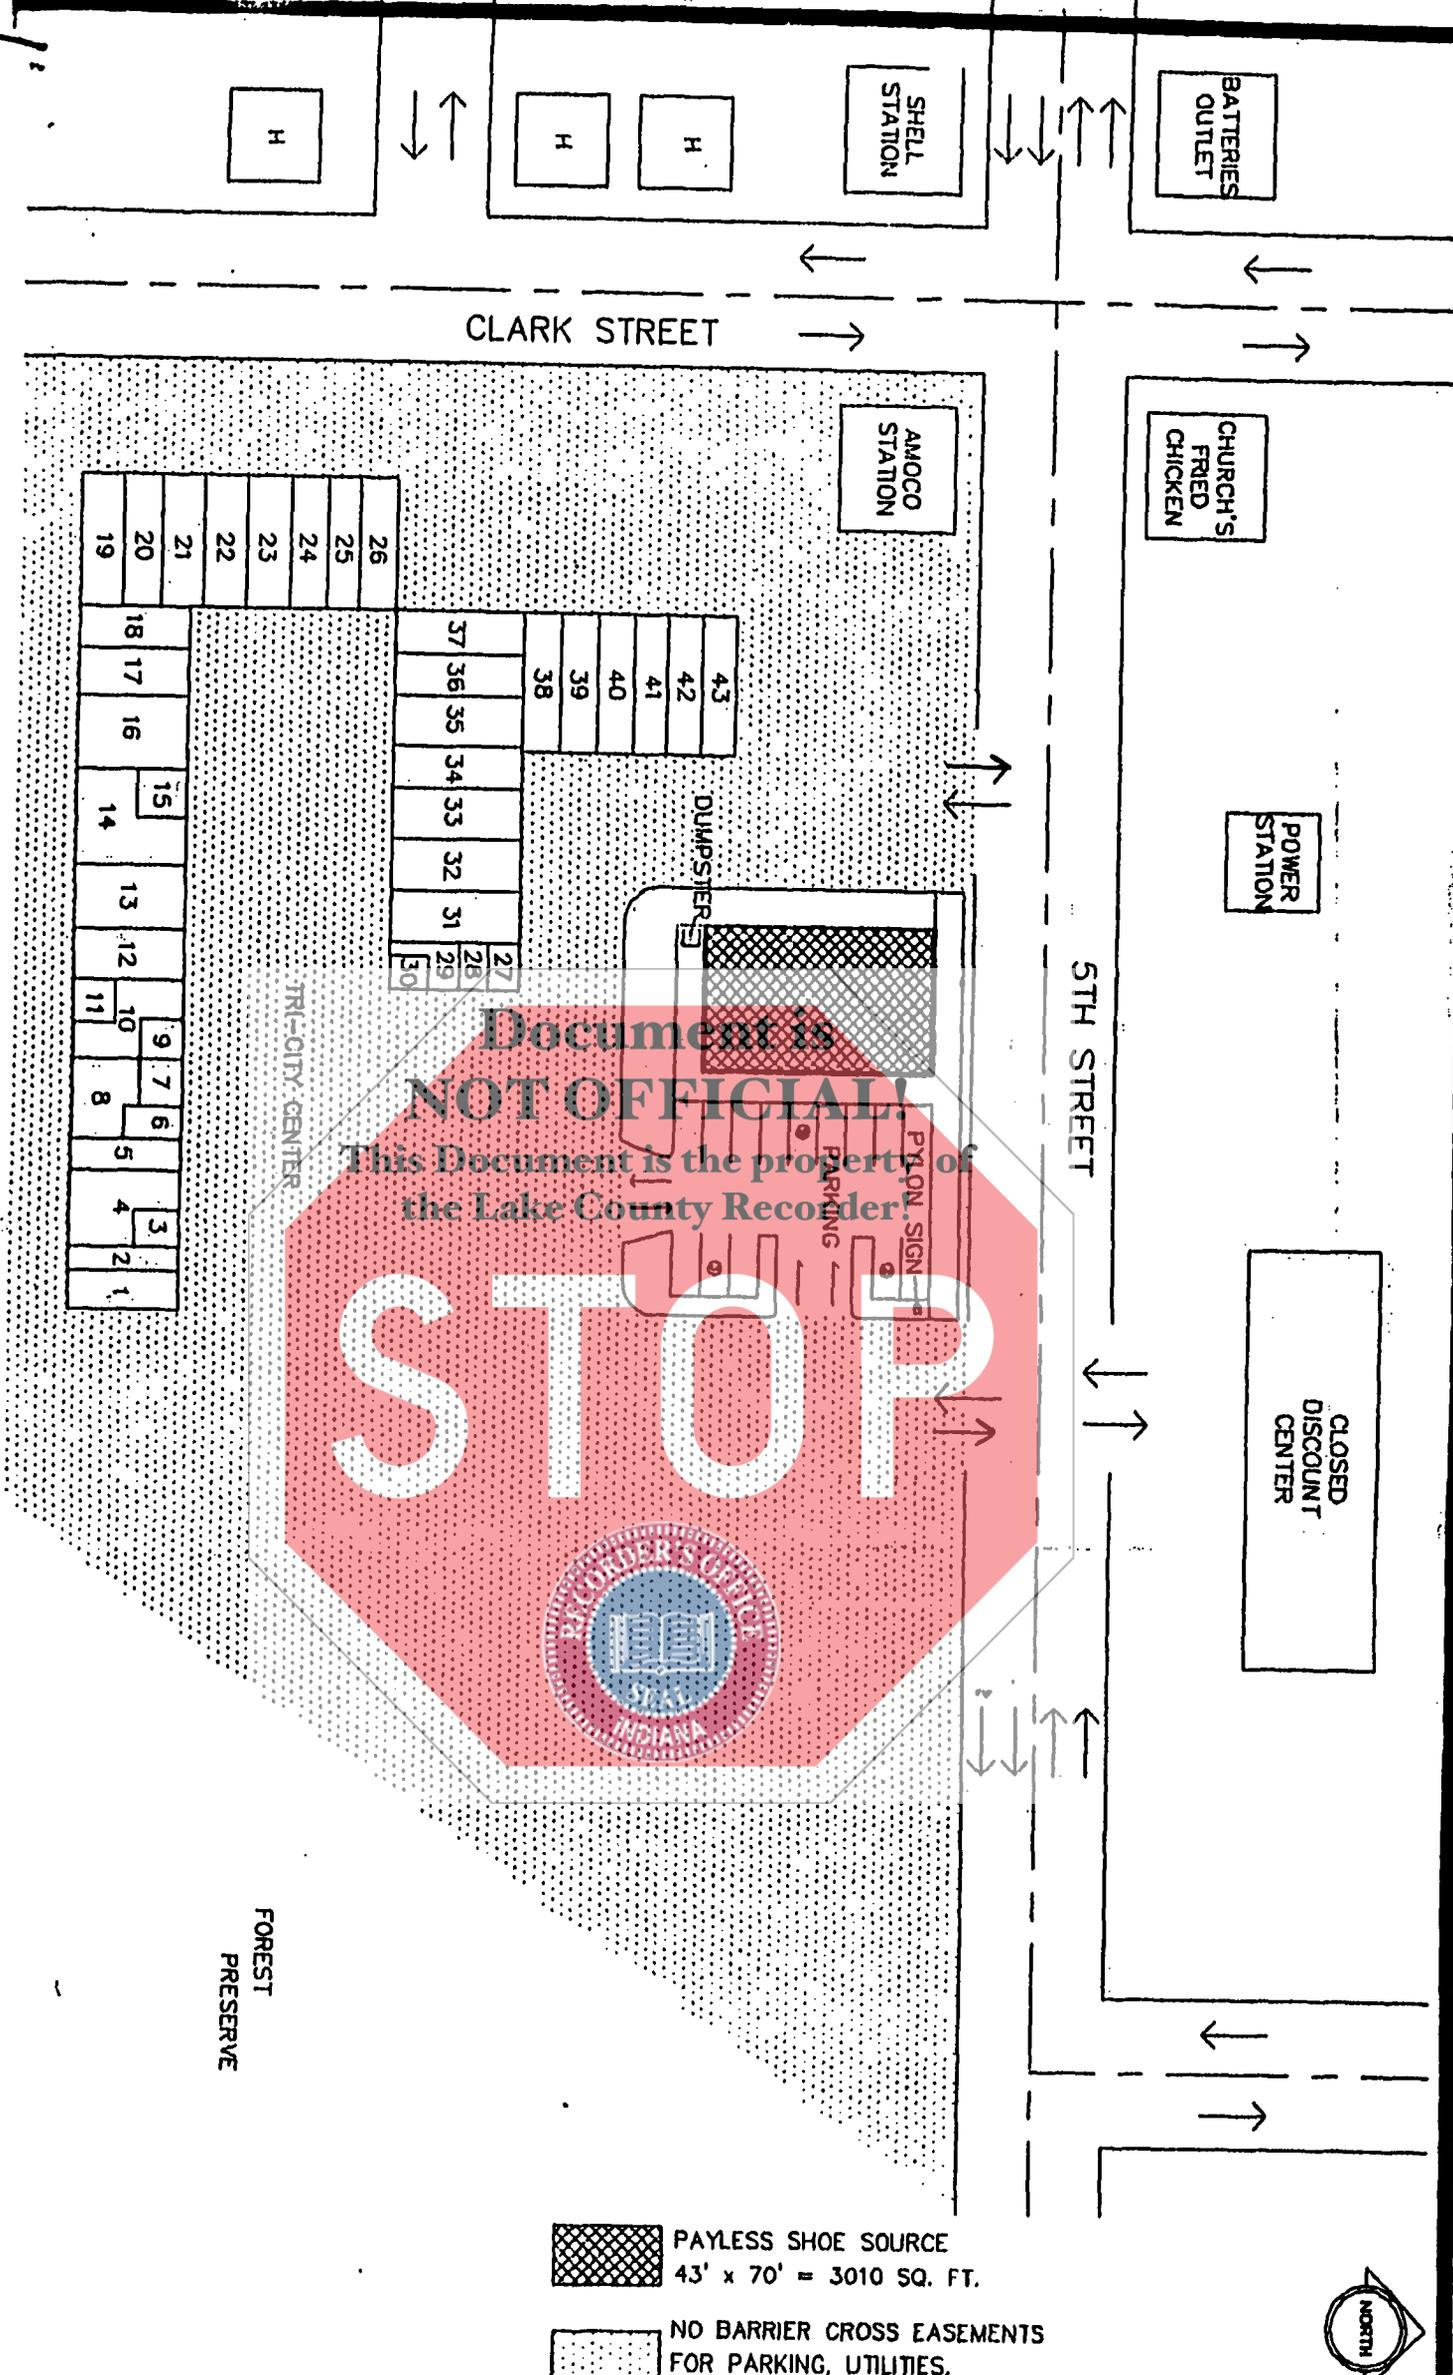 BATTERIES
OUTLET
SHELL
STATION
H
H
H
CLARK STREET
CHURCH'S
FRIED
CHICKEN
AMOCO
STATION
26
25
24
23
22
21
20
19
18
17
16
15
14
13
12
11
10
9
8
7
6
5
4
3
2
1
37
36
35
34
33
32
31
30
29
28
27
38
39
40
41
42
43
DUMPSTER
POWER
STATION
5TH STREET
TRI-CITY CENTER
PYLON SIGN
PARKING
Document is
NOT OFFICIAL!
This Document is the property of
the Lake County Recorder!
STOP
RECORDER'S OFFICE
SEAL
INDIANA
CLOSED
DISCOUNT
CENTER
FOREST
PRESERVE
PAYLESS SHOE SOURCE
43' x 70' = 3010 SQ. FT.
NORTH
NO BARRIER CROSS EASEMENTS
FOR PARKING, UTILITIES,